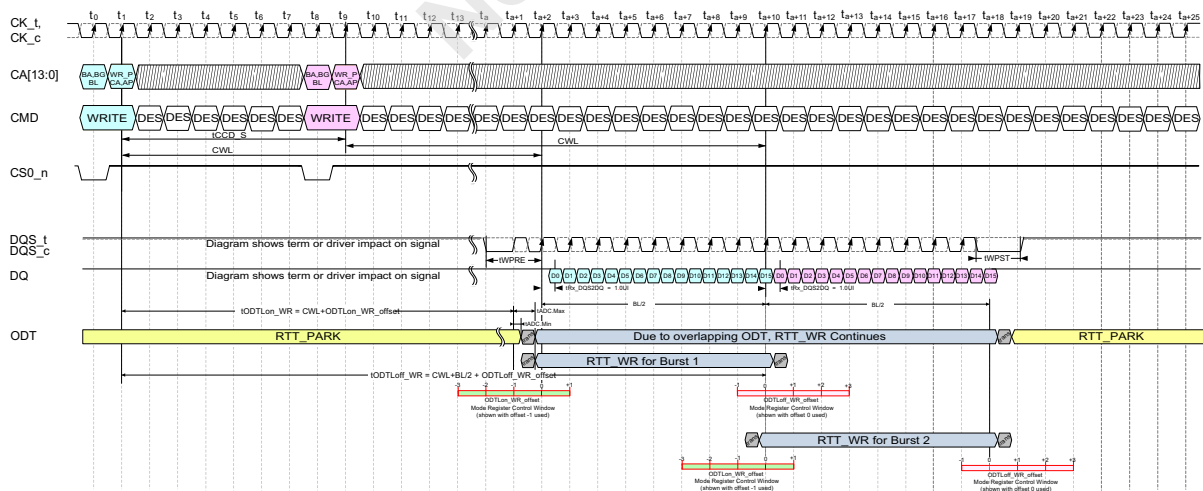 t0 t1 t2 t3 t4 t5 t6 t7 t8 t9 t10 t11 t12 t13 ta ta+1 ta+2 ta+3 ta+4 ta+5 ta+6 ta+7 ta+8 ta+9 ta+10 ta+11 ta+12 ta+13 ta+14 ta+15 ta+16 ta+17 ta+18 ta+19 ta+20 ta+21 ta+22 ta+23 ta+24 ta+25
CK_t,
CK_c
CA[13:0]
BA,BG WR_P BA,BG WR_P
BL CA,AP BL CA,AP
CMD WRITE DES DES DES DES DES DES WRITE DES DES DES DES DES DES DES DES DES DES DES DES DES DES DES DES DES DES DES DES DES DES DES DES DES DES DES DES DES DES
tCCD_S
CWL
CWL
CS0_n
DQS_t
DQS_c
Diagram shows term or driver impact on signal
tWPRE tWPST
DQ Diagram shows term or driver impact on signal D0 D1 D2 D3 D4 D5 D6 D7 D8 D9 D10 D11 D12 D13 D14 D15 D0 D1 D2 D3 D4 D5 D6 D7 D8 D9 D10 D11 D12 D13 D14 D15
tRx_DQS2DQ = 1.0UI tRx_DQS2DQ = 1.0UI
BL/2 BL/2
tODTLon_WR = CWL+ODTLon_WR_offset tADC.Max
tADC.Min
ODT RTT_PARK trans Due to overlapping ODT, RTT_WR Continues trans RTT_PARK
trans RTT_WR for Burst 1 trans
tODTLoff_WR = CWL+BL/2 + ODTLoff_WR_offset
-3 -2 -1 0 +1 -1 0 +1 +2 +3
ODTLon_WR_offset ODTLoff_WR_offset
Mode Register Control Window Mode Register Control Window
(shown with offset -1 used) (shown with offset 0 used)
trans RTT_WR for Burst 2 trans
-3 -2 -1 0 +1 -1 0 +1 +2 +3
ODTLon_WR_offset ODTLoff_WR_offset
Mode Register Control Window Mode Register Control Window
(shown with offset -1 used) (shown with offset 0 used)